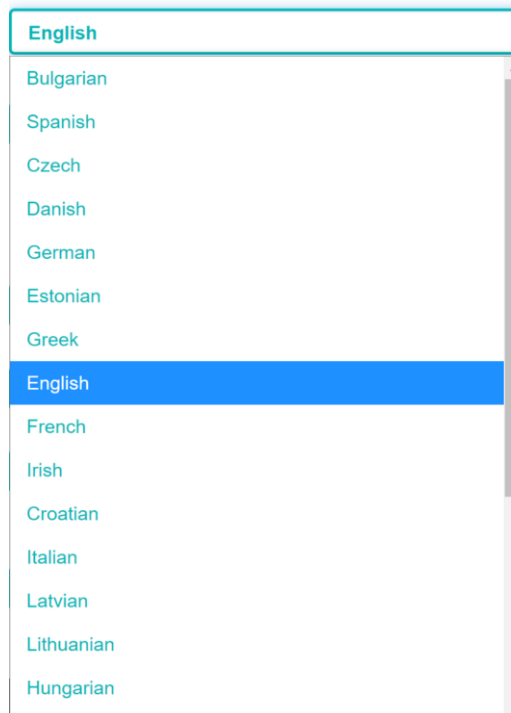 English
Bulgarian
Spanish
Czech
Danish
German
Estonian
Greek
English
French
Irish
Croatian
Italian
Latvian
Lithuanian
Hungarian